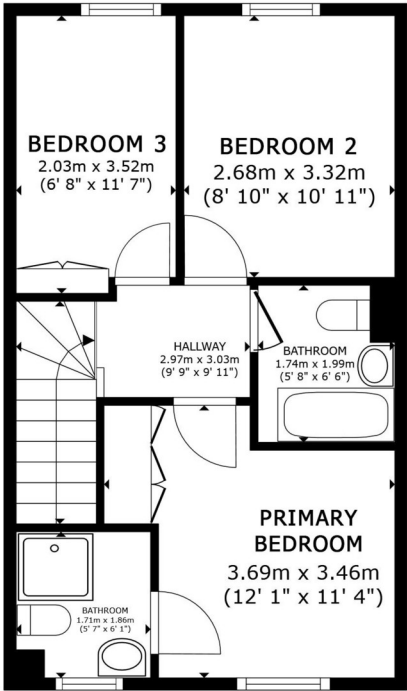 BEDROOM 3
2.03m x 3.52m
(6' 8" x 11' 7")
BEDROOM 2
2.68m x 3.32m
(8' 10" x 10' 11")
HALLWAY
2.97m x 3.03m
(9' 9" x 9' 11")
BATHROOM
1.74m x 1.99m
(5' 8" x 6' 6")
PRIMARY
BEDROOM
3.69m x 3.46m
(12' 1" x 11' 4")
BATHROOM
1.71m x 1.86m
(5' 7" x 6' 1")